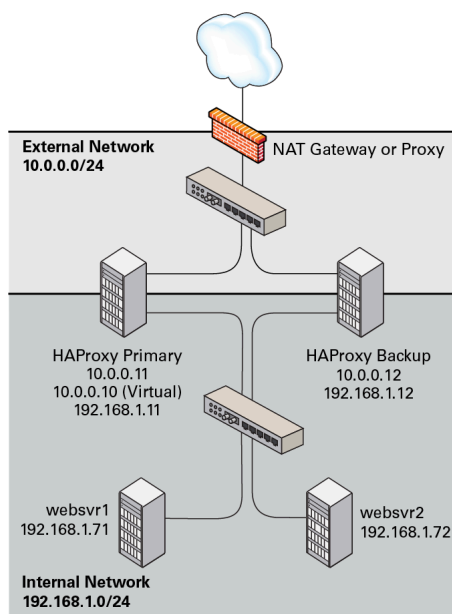 External Network
10.0.0.0/24
NAT Gateway or Proxy
HAProxy Primary
10.0.0.11
10.0.0.10 (Virtual)
192.168.1.11
HAProxy Backup
10.0.0.12
192.168.1.12
websvr1
192.168.1.71
websvr2
192.168.1.72
Internal Network
192.168.1.0/24